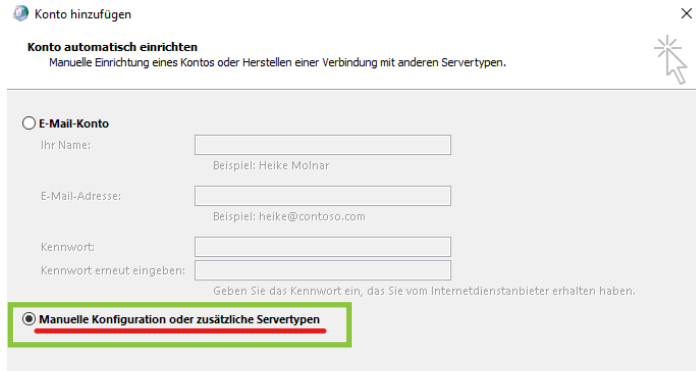 Konto hinzufügen
Konto automatisch einrichten
Manuelle Einrichtung eines Kontos oder Herstellen einer Verbindung mit anderen Servertypen.
E-Mail-Konto
Ihr Name:
Beispiel: Heike Molnar
E-Mail-Adresse:
Beispiel: heike@contoso.com
Kennwort:
Kennwort erneut eingeben:
Geben Sie das Kennwort ein, das Sie vom Internetdienstanbieter erhalten haben.
Manuelle Konfiguration oder zusätzliche Servertypen